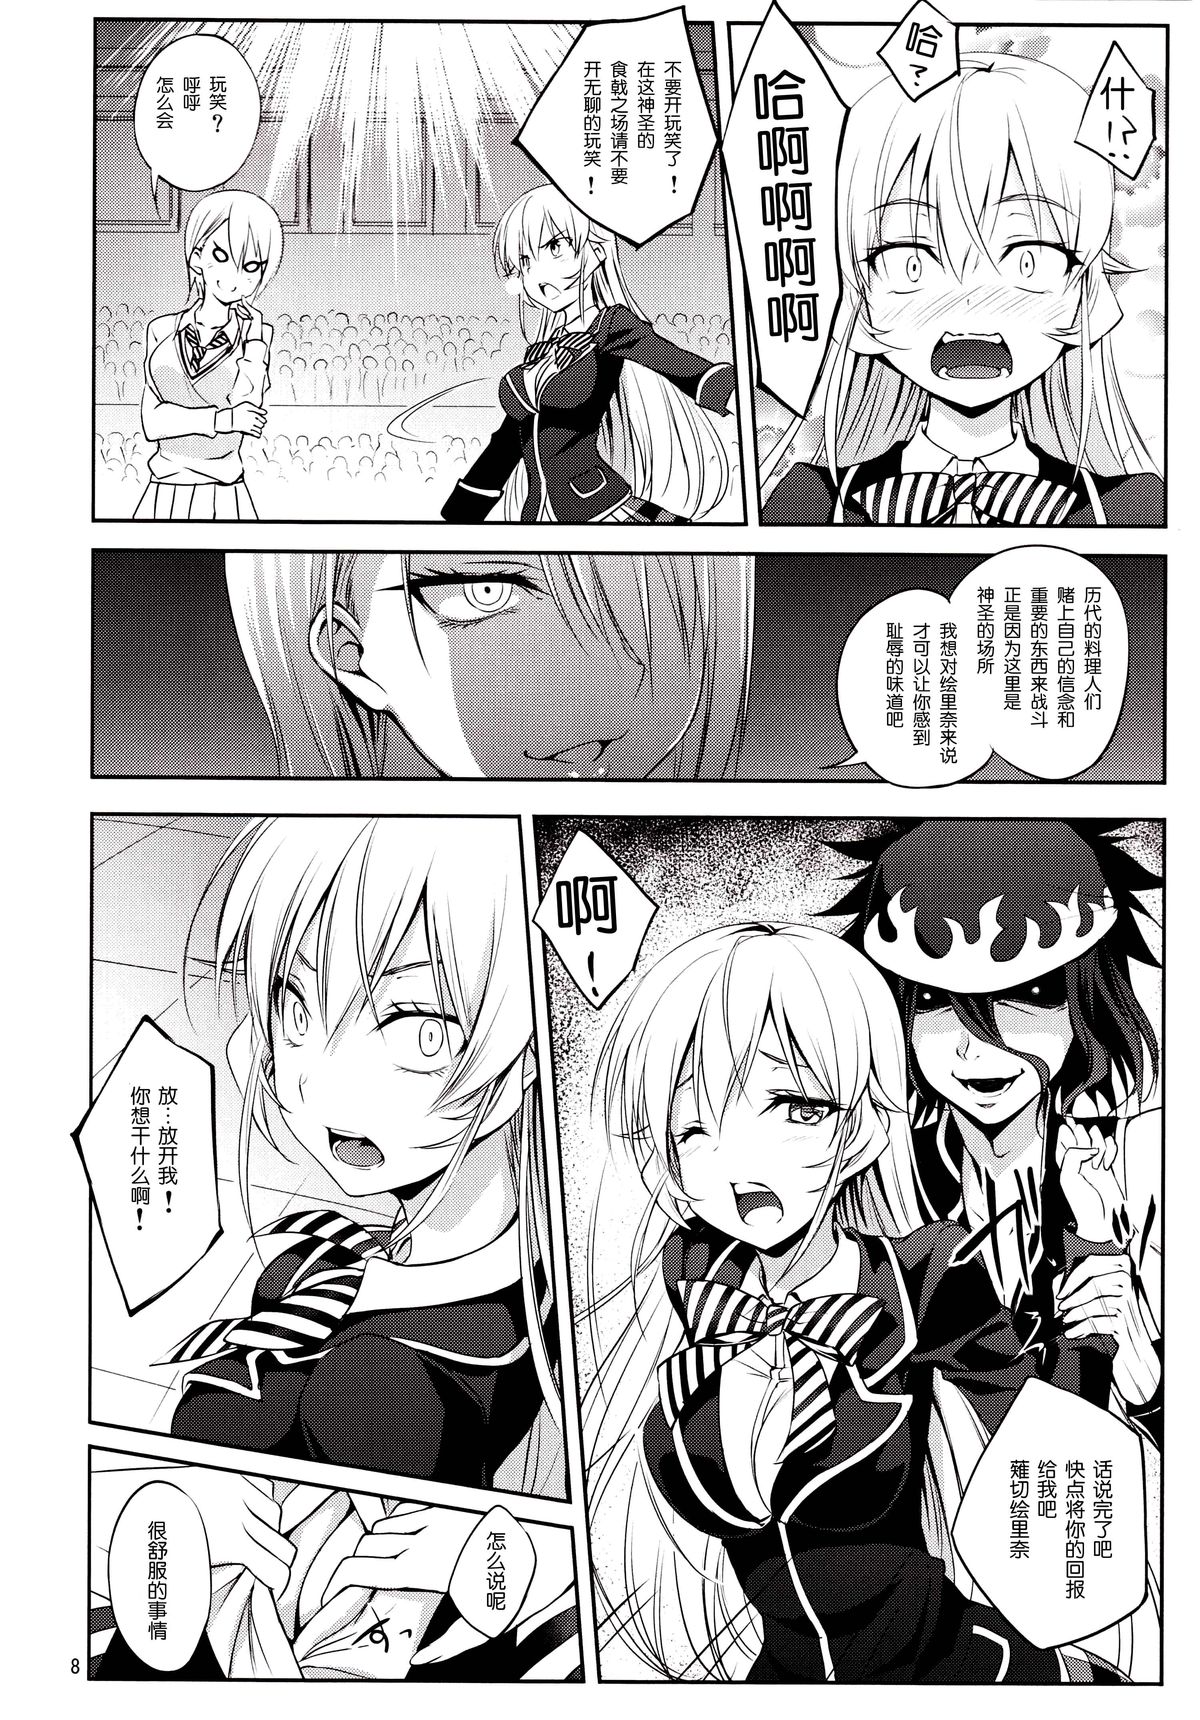 什!?
哈?
哈啊啊啊啊
不要开玩笑了!
在这神圣的
食戟之场请不要
开无聊的玩笑!
玩笑?
呼呼
怎么会
历代的料理人们
赌上自己的信念和
重要的东西来战斗
正是因为这里是
神圣的场所
我想对绘里奈来说
才可以让你感到
耻辱的味道吧
啊!
话说完了吧
快点将你的回报
给我吧
薙切绘里奈
放…放开我!
你想干什么啊!
怎么说呢
很舒服的事情
8